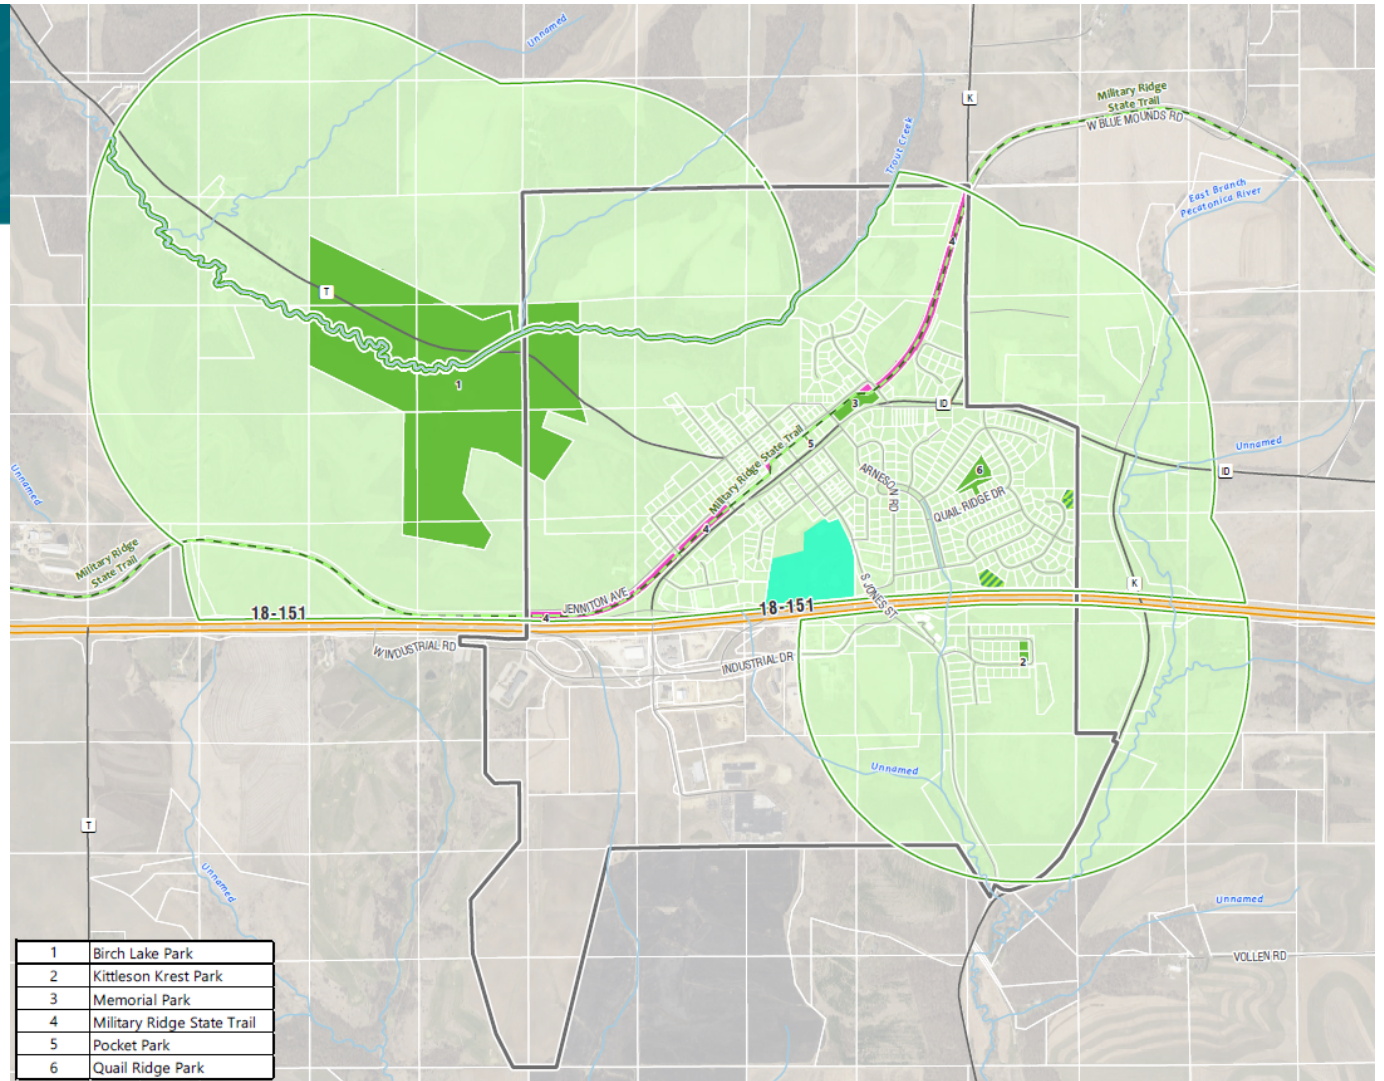 Unnamed
K
Military Ridge
State Trail
W BLUE MOUNDS RD
Trout Creek
East Branch
Pecatonica River
4
T
1
3
ID
Military Ridge State Trail
5
Unnamed
ID
6
ARNESON RD
QUAIL RIDGE DR
Unnamed
4
Military Ridge
State Trail
K
JENNITON AVE
S JONES ST
18-151
18-151
4
W INDUSTRIAL RD
INDUSTRIAL DR
2
Unnamed
T
Unnamed
Unnamed
VOLLEN RD
1 Birch Lake Park
2 Kittleson Krest Park
3 Memorial Park
4 Military Ridge State Trail
5 Pocket Park
6 Quail Ridge Park